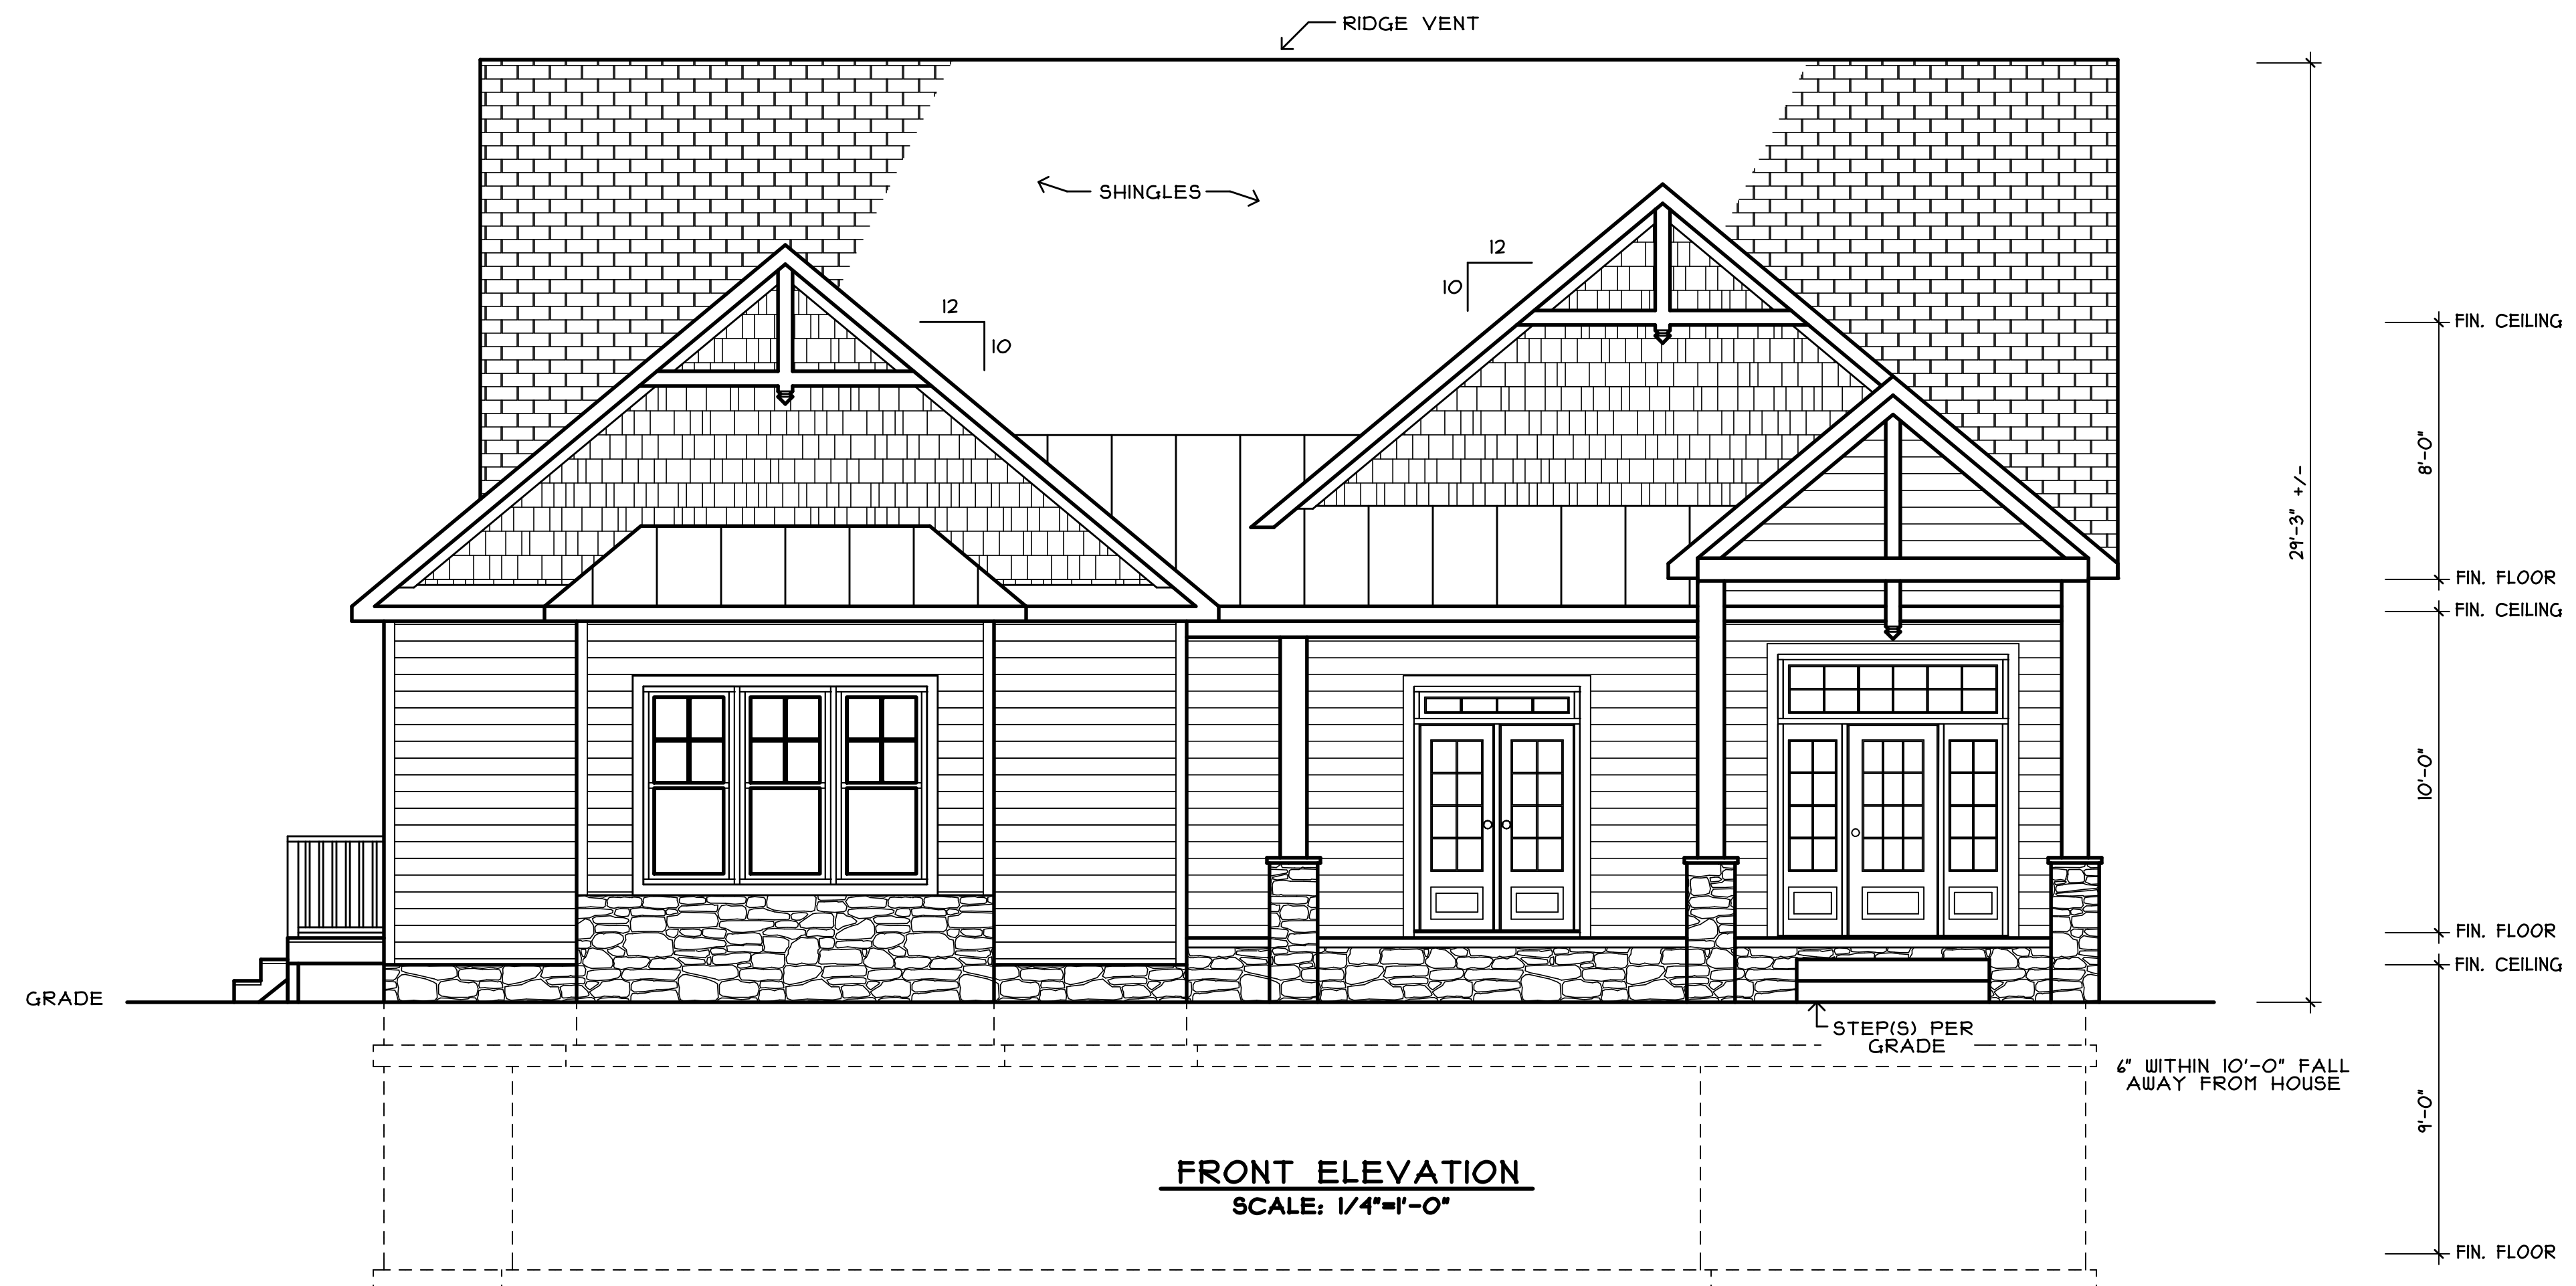 RIDGE VENT
SHINGLES
12
10
12
10
FIN. CEILING
8'-0"
29'-3" +/-
FIN. FLOOR
FIN. CEILING
10'-0"
FIN. FLOOR
FIN. CEILING
GRADE
STEP(S) PER
GRADE
6" WITHIN 10'-0" FALL
AWAY FROM HOUSE
9'-0"
FRONT ELEVATION
SCALE: 1/4"=1'-0"
FIN. FLOOR